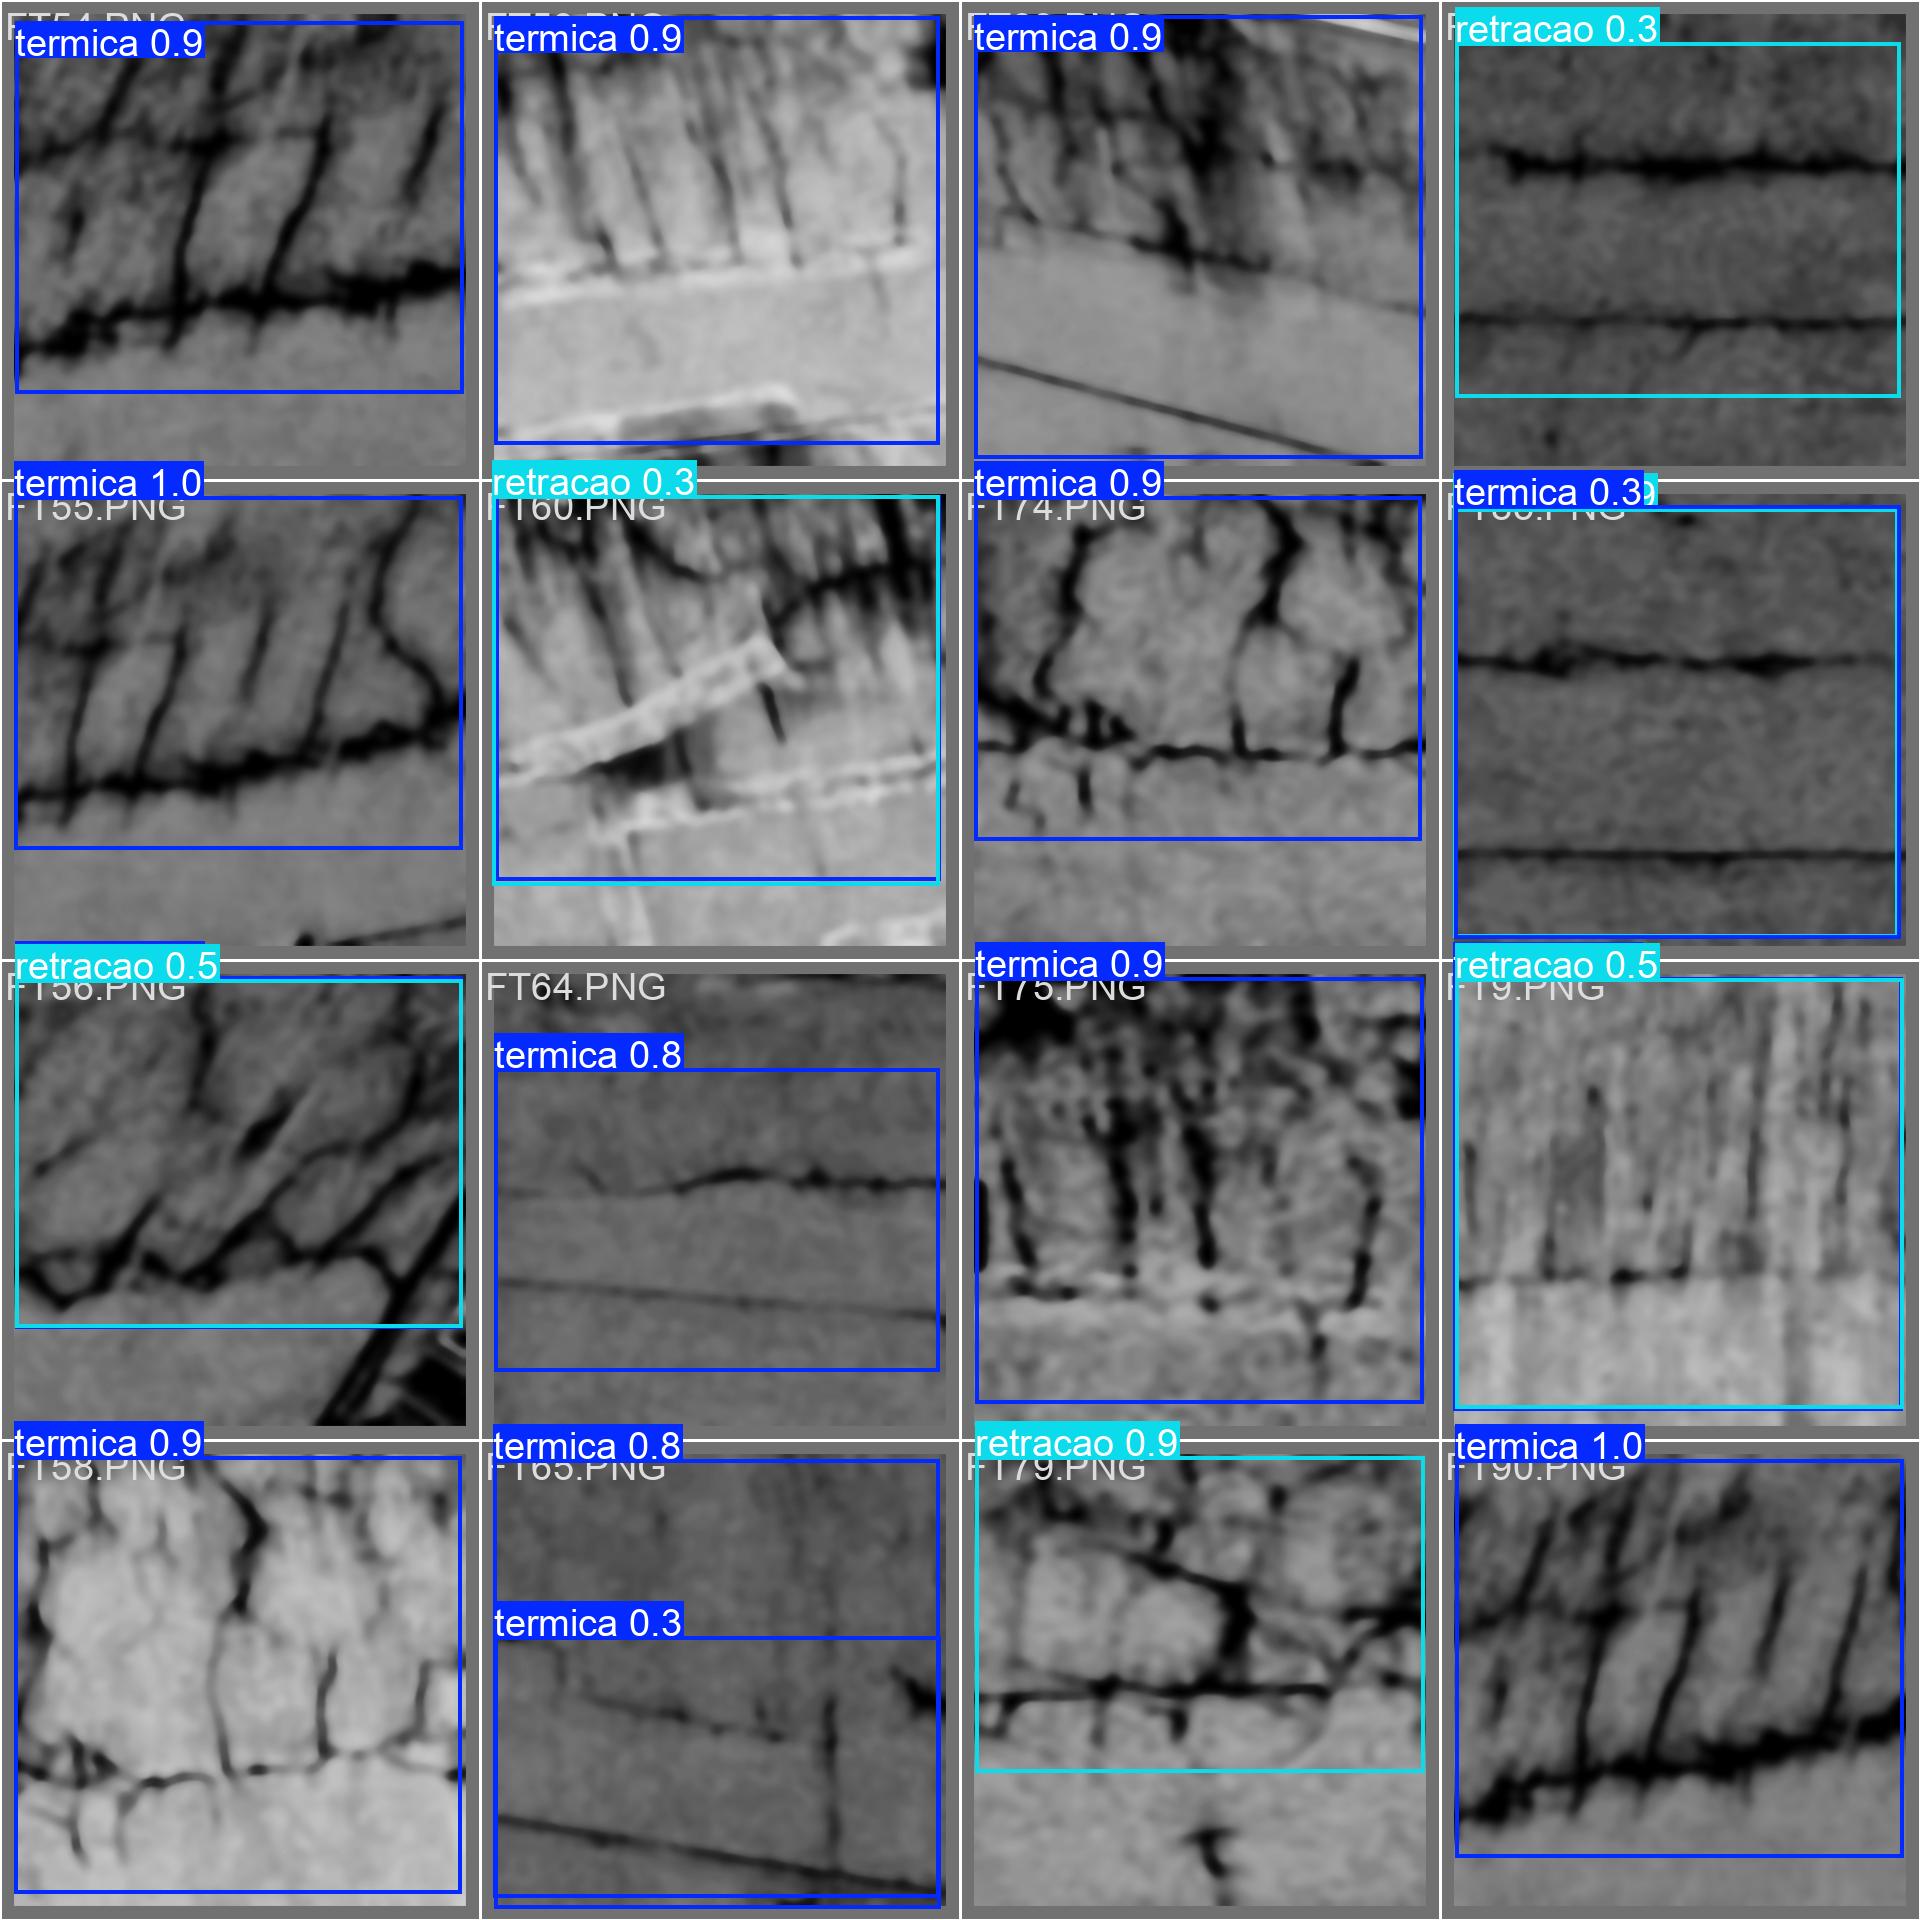 termica 0.9
termica 0.9
termica 0.9
retracao 0.3
FT54.PNG
termica 1.0
FT55.PNG
retracao 0.3
FT60.PNG
termica 0.9
FT74.PNG
termica 0.3
retracao 0.5
FT56.PNG
FT64.PNG
termica 0.8
termica 0.9
FT75.PNG
retracao 0.5
FT9.PNG
termica 0.9
FT58.PNG
termica 0.8
FT65.PNG
termica 0.3
retracao 0.9
FT79.PNG
termica 1.0
FT90.PNG